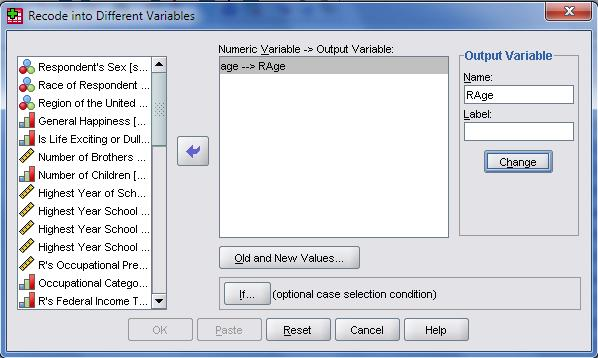 Recode into Different Variables
Respondent's Sex [s...
Race of Respondent ...
Region of the United ...
General Happiness [...
Is Life Exciting or Dull...
Number of Brothers ...
Number of Children [...
Highest Year of Sch...
Highest Year School ...
Highest Year School ...
Highest Year School ...
R's Occupational Pre...
Occupational Catego...
R's Federal Income T...
Numeric Variable -> Output Variable:
age --> RAge
Output Variable
Name:
RAge
Label:
Change
Old and New Values...
If... (optional case selection condition)
OK Paste Reset Cancel Help